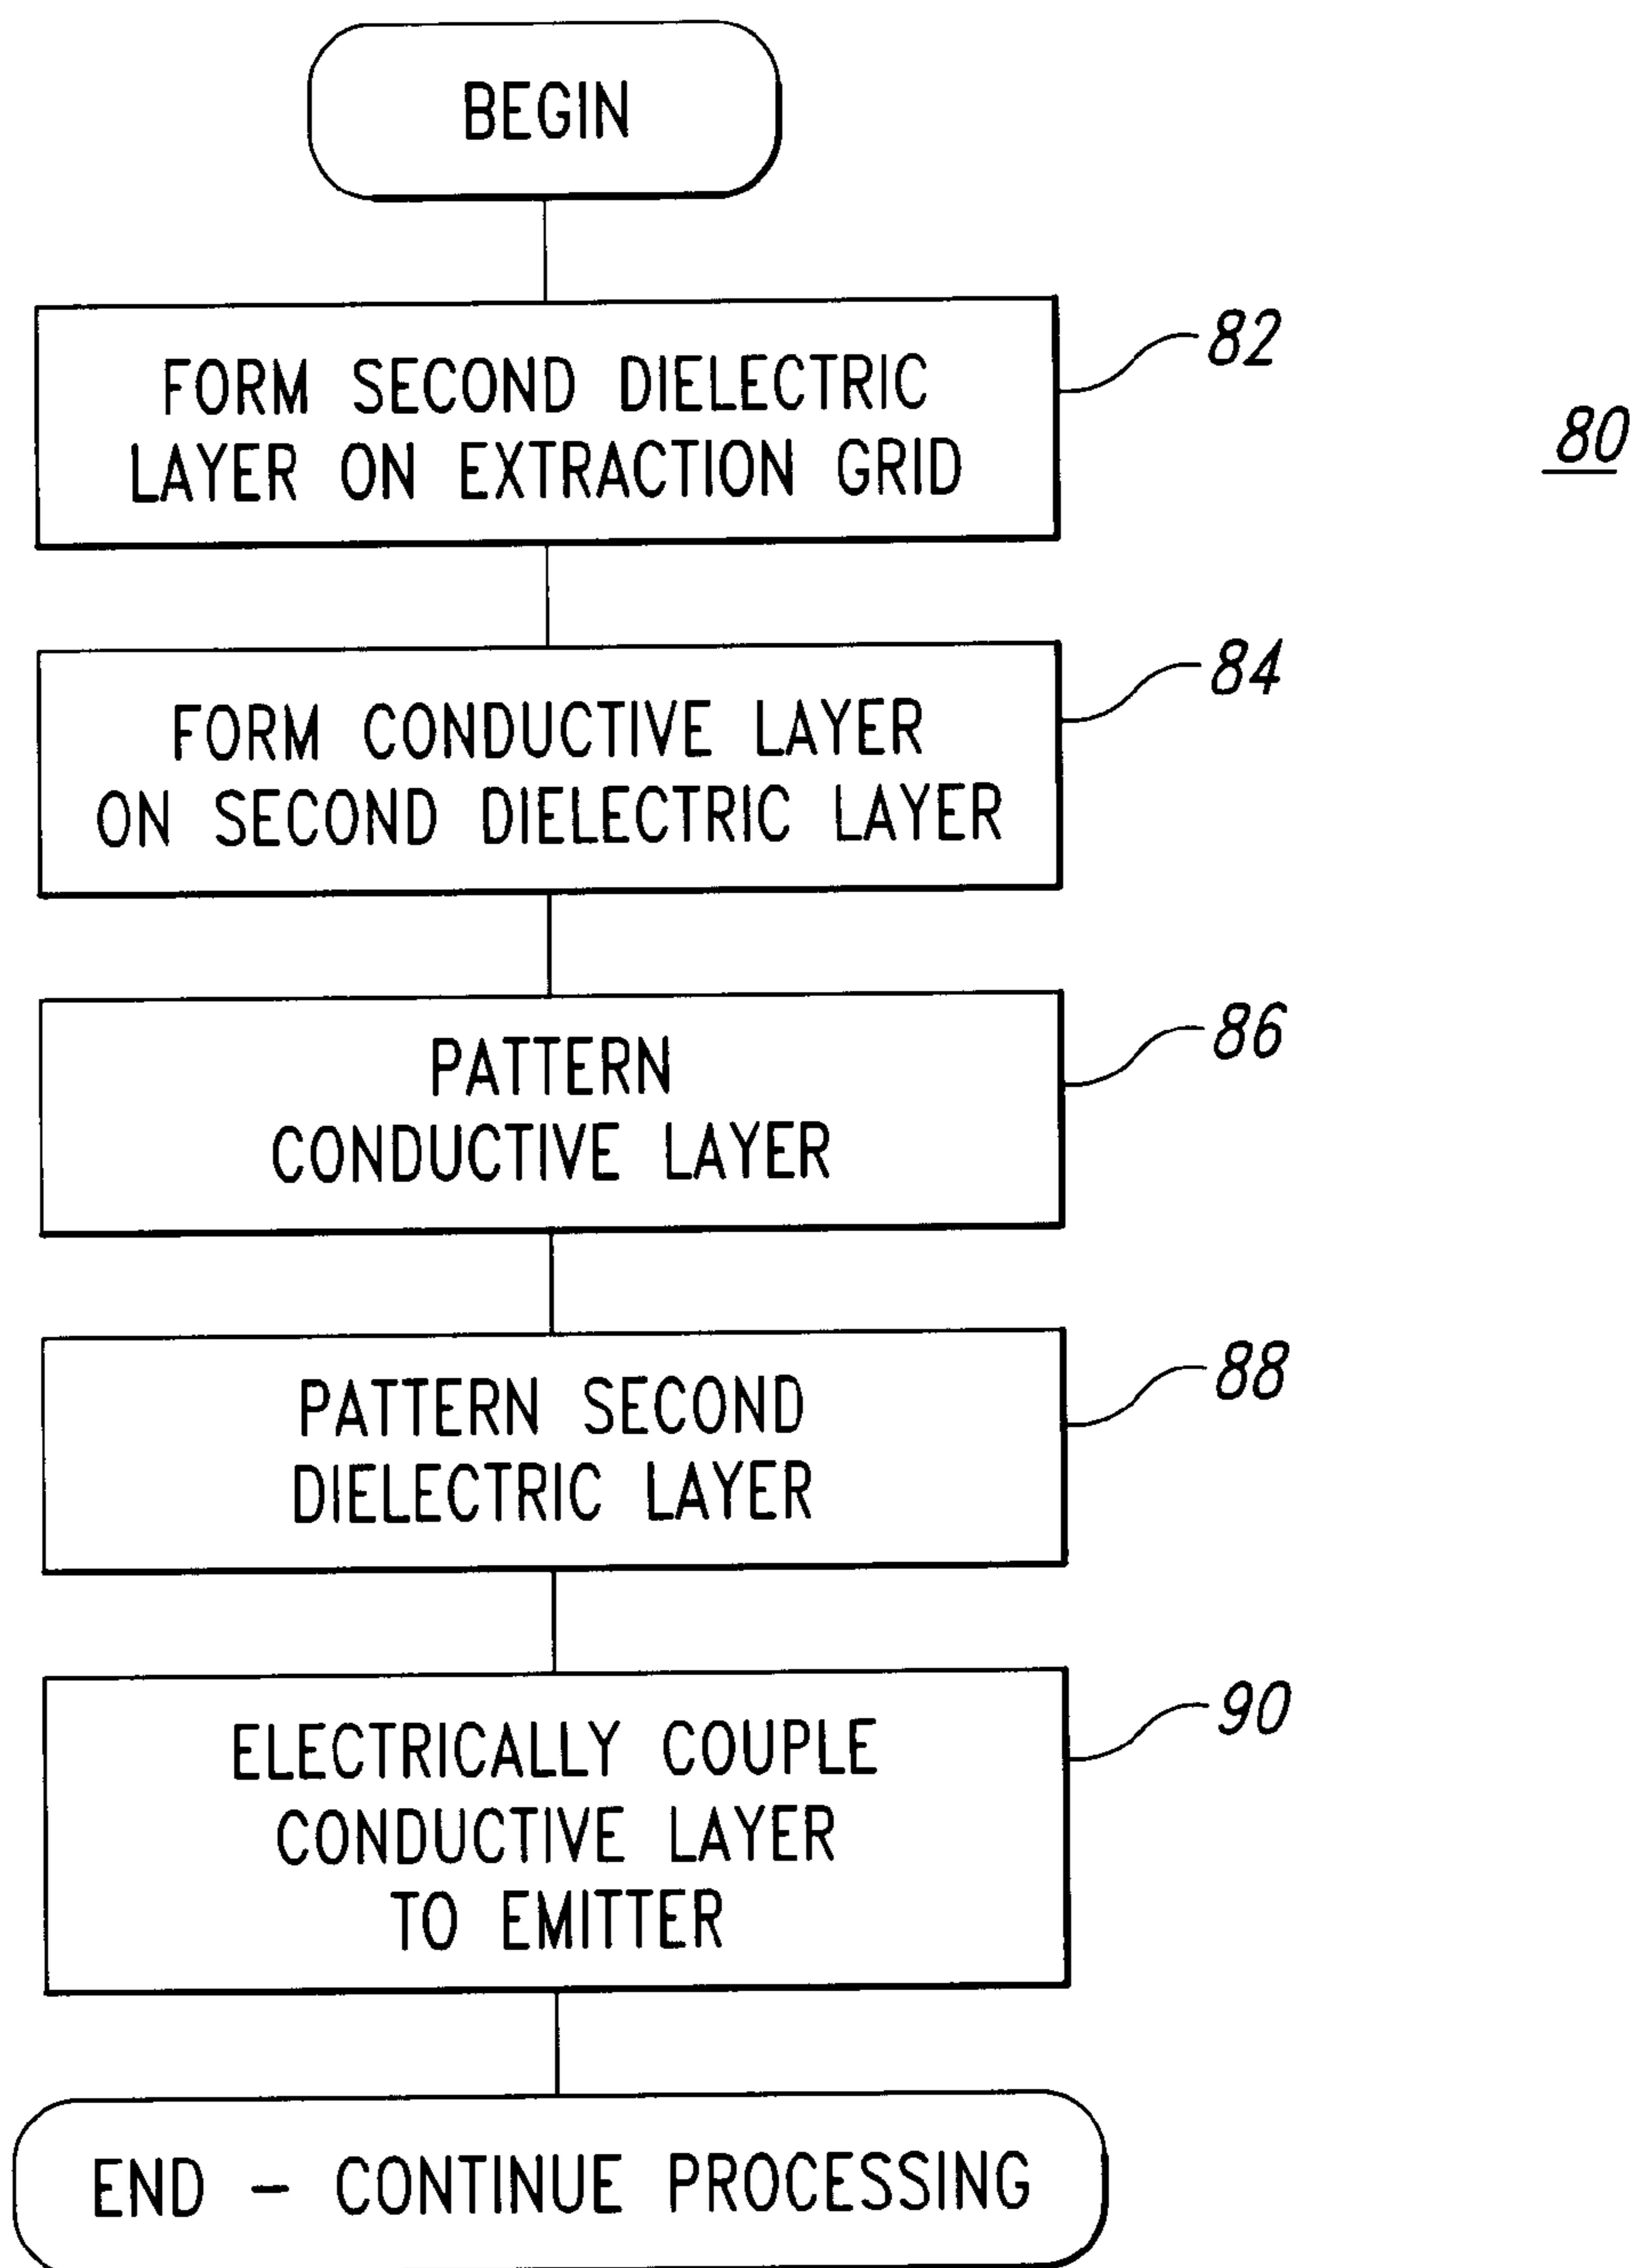 BEGIN
FORM SECOND DIELECTRIC
LAYER ON EXTRACTION GRID
82
80
FORM CONDUCTIVE LAYER
ON SECOND DIELECTRIC LAYER
84
PATTERN
CONDUCTIVE LAYER
86
PATTERN SECOND
DIELECTRIC LAYER
88
ELECTRICALLY COUPLE
CONDUCTIVE LAYER
TO EMITTER
90
END - CONTINUE PROCESSING